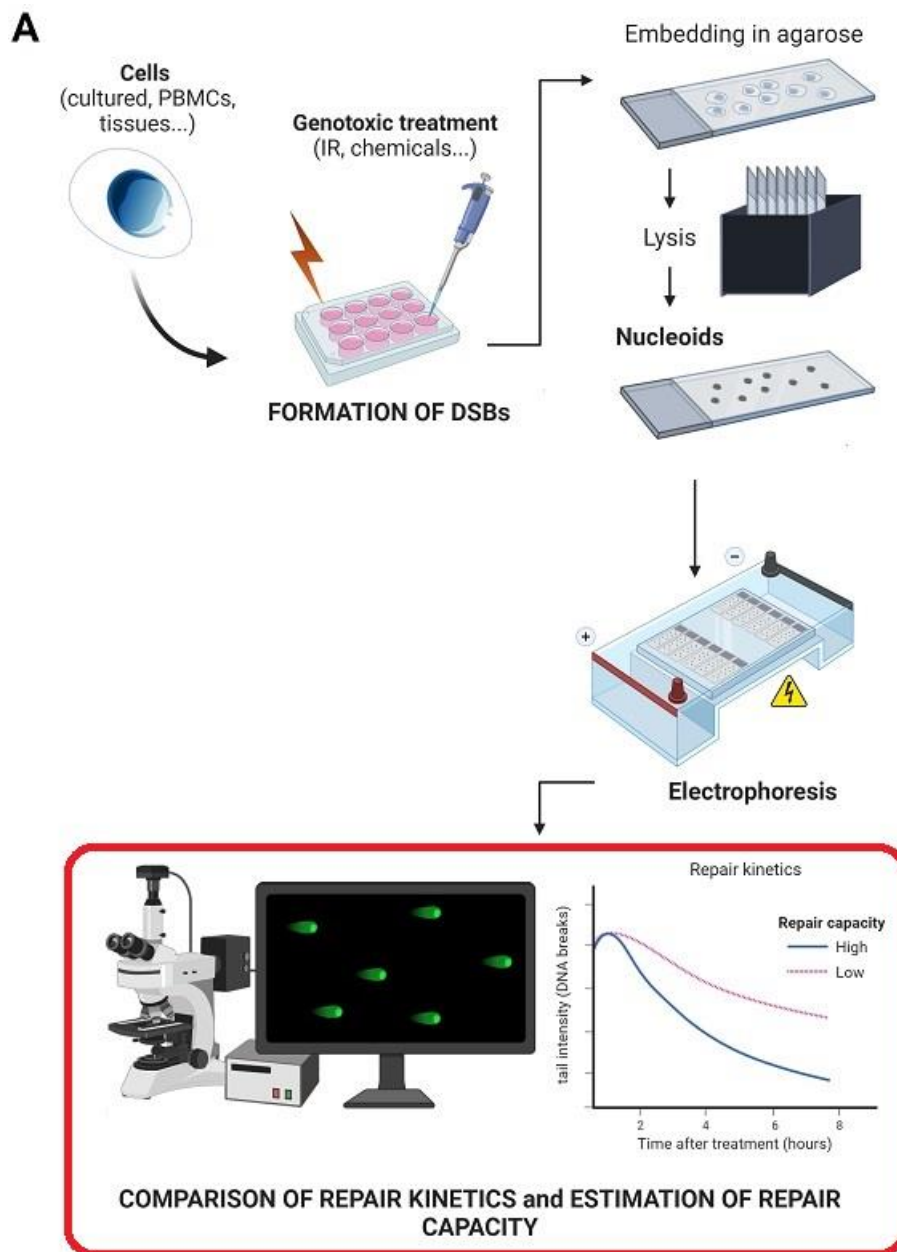 A
Cells
(cultured, PBMCs,
tissues...)
Genotoxic treatment
(IR, chemicals...)
FORMATION OF DSBs
Embedding in agarose
Lysis
Nucleoids
−
+
Electrophoresis
Repair kinetics
tail intensity (DNA breaks)
Repair capacity
High
Low
2 4 6 8
Time after treatment (hours)
COMPARISON OF REPAIR KINETICS and ESTIMATION OF REPAIR
CAPACITY